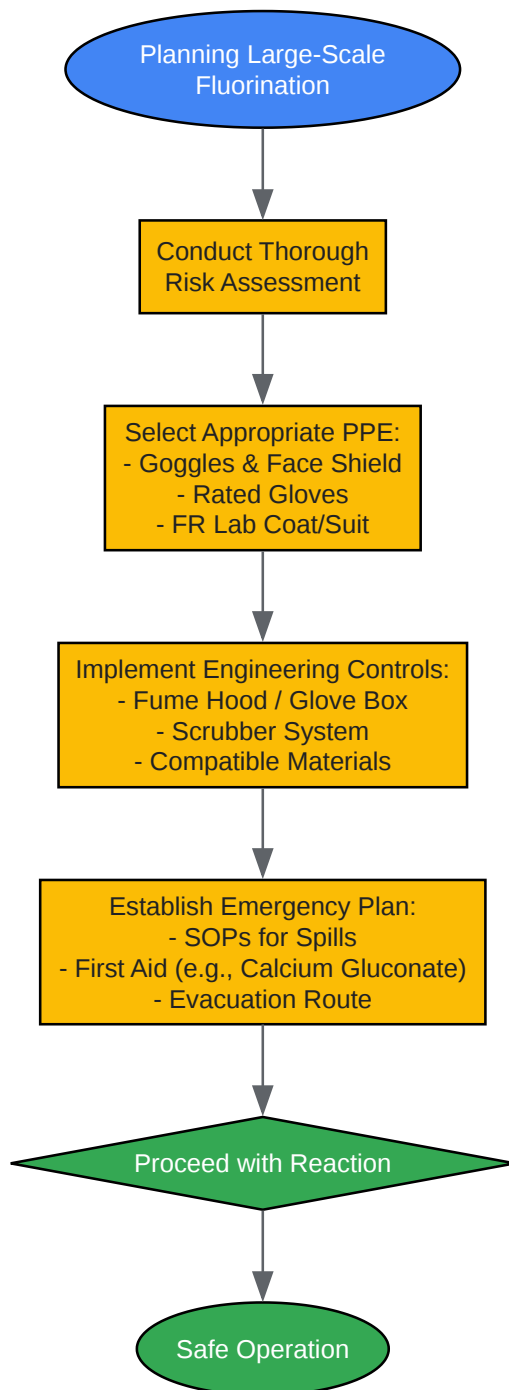 Planning Large-Scale
Fluorination
Conduct Thorough
Risk Assessment
Select Appropriate PPE:
- Goggles & Face Shield
- Rated Gloves
- FR Lab Coat/Suit
Implement Engineering Controls:
- Fume Hood / Glove Box
- Scrubber System
- Compatible Materials
Establish Emergency Plan:
- SOPs for Spills
- First Aid (e.g., Calcium Gluconate)
- Evacuation Route
Proceed with Reaction
Safe Operation